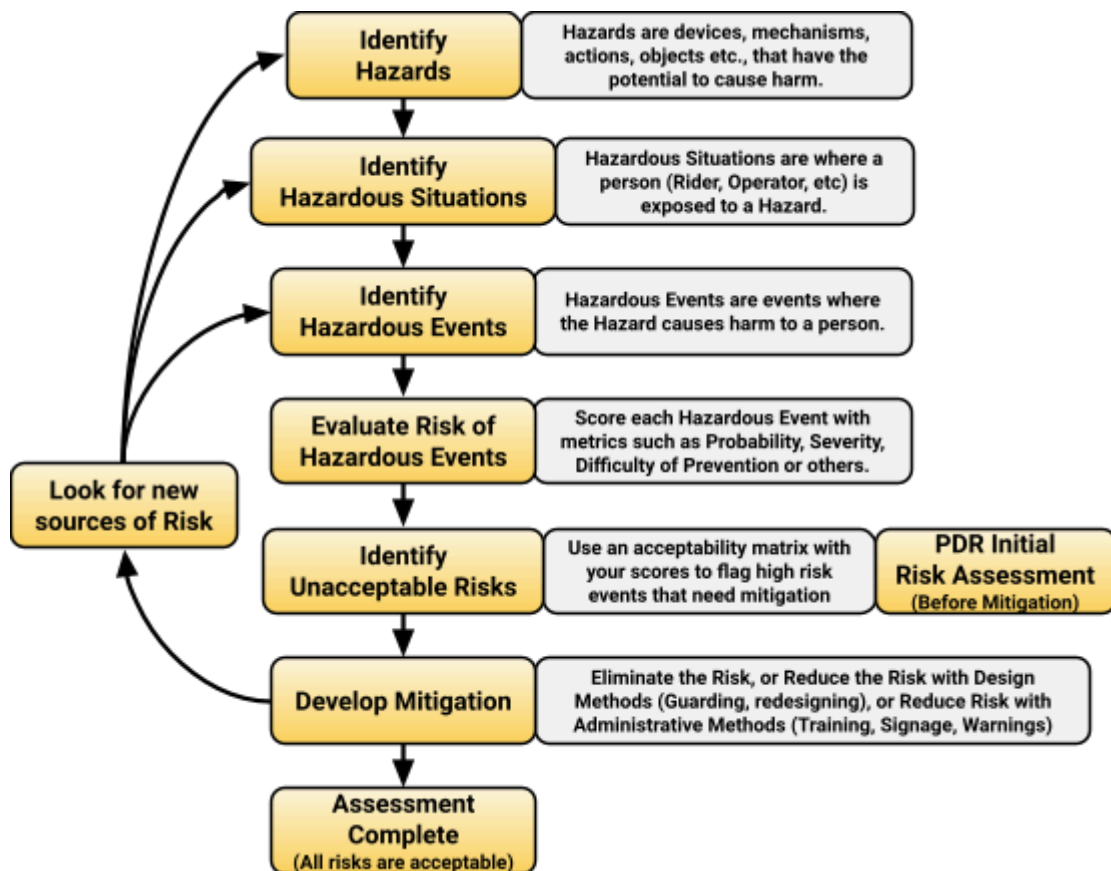 Identify
Hazards
Hazards are devices, mechanisms,
actions, objects etc., that have the
potential to cause harm.
Identify
Hazardous Situations
Hazardous Situations are where a
person (Rider, Operator, etc) is
exposed to a Hazard.
Identify
Hazardous Events
Hazardous Events are events where
the Hazard causes harm to a person.
Evaluate Risk of
Hazardous Events
Score each Hazardous Event with
metrics such as Probability, Severity,
Difficulty of Prevention or others.
Look for new
sources of Risk
Identify
Unacceptable Risks
Use an acceptability matrix with
your scores to flag high risk
events that need mitigation
PDR Initial
Risk Assessment
(Before Mitigation)
Develop Mitigation
Eliminate the Risk, or Reduce the Risk with Design
Methods (Guarding, redesigning), or Reduce Risk with
Administrative Methods (Training, Signage, Warnings)
Assessment
Complete
(All risks are acceptable)